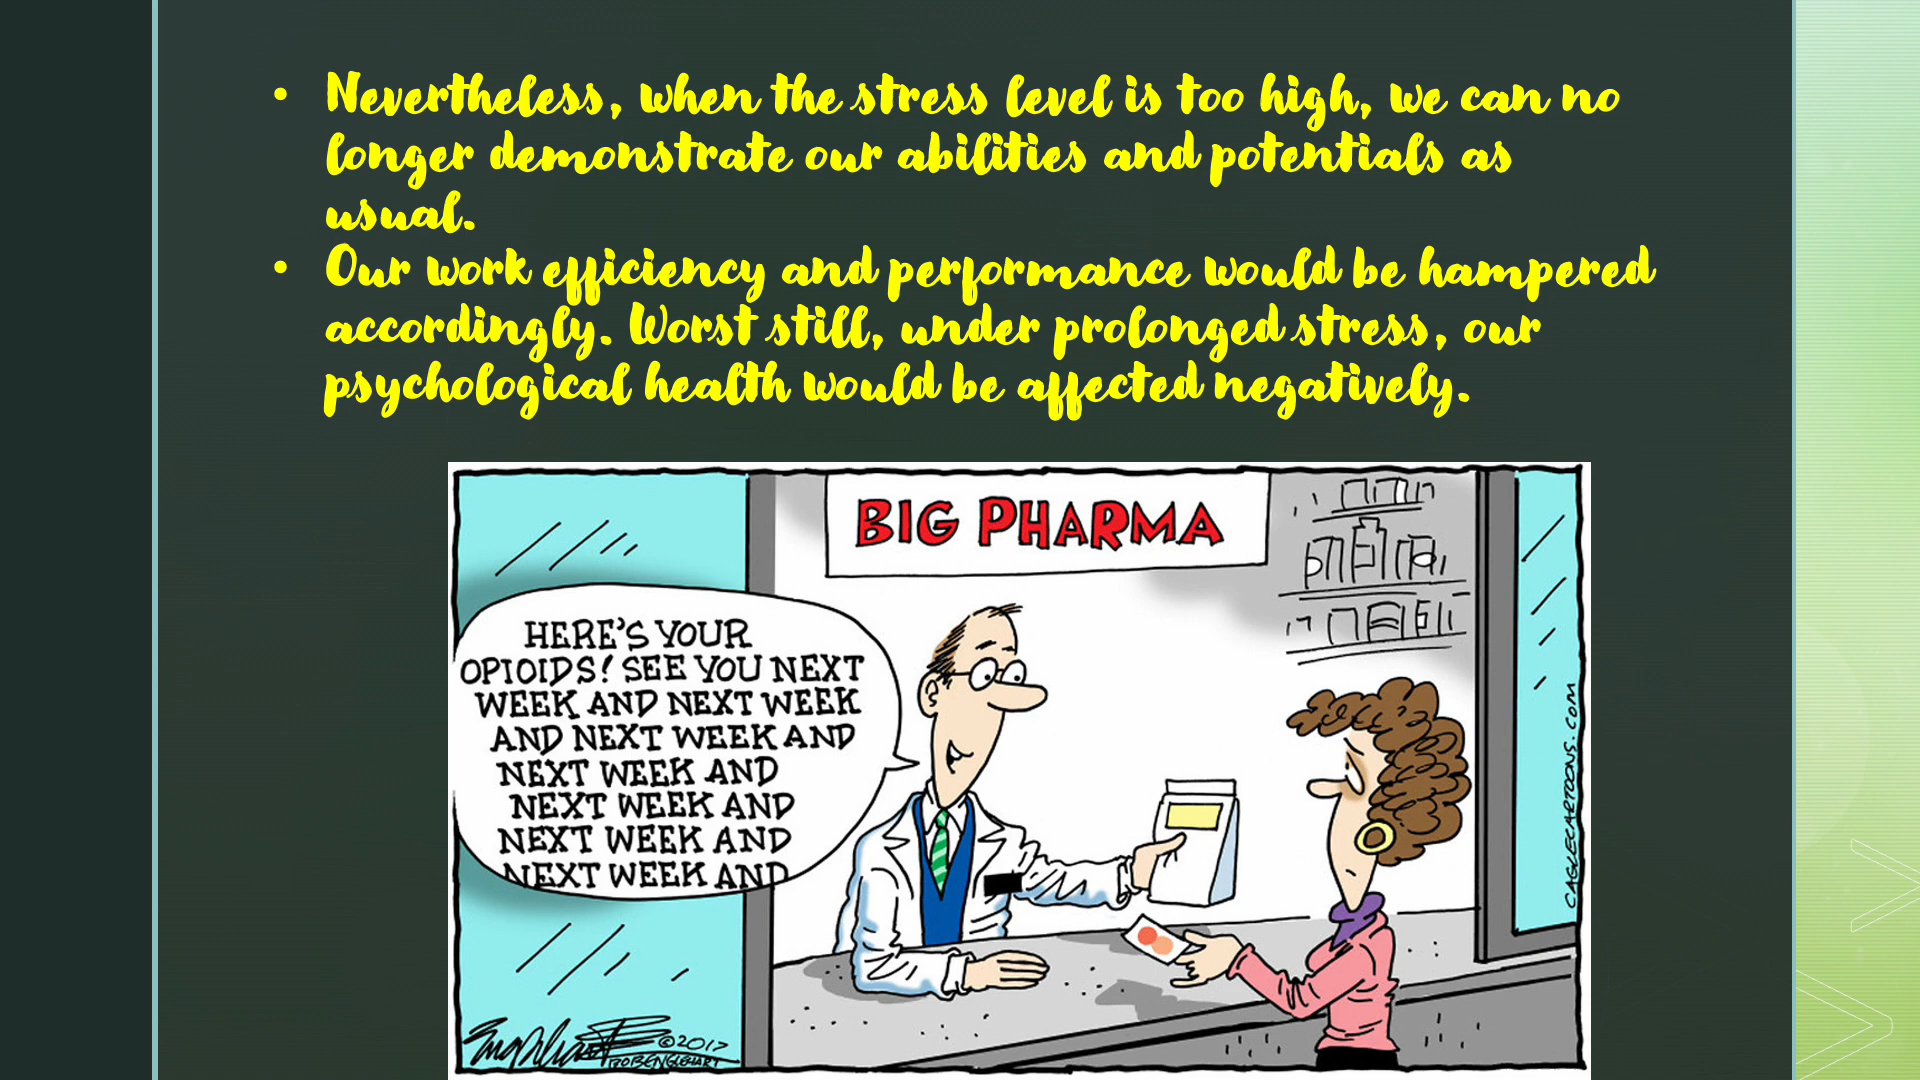 • Nevertheless, when the stress level is too high, we can no
longer demonstrate our abilities and potentials as
usual.
• Our work efficiency and performance would be hampered
accordingly. Worst still, under prolonged stress, our
psychological health would be affected negatively.
BIG PHARMA
HERE'S YOUR
OPIOIDS! SEE YOU NEXT
WEEK AND NEXT WEEK
AND NEXT WEEK AND
NEXT WEEK AND
NEXT WEEK AND
NEXT WEEK AND
NEXT WEEK AND
CAGLECARTOONS.COM
©2017
BOB ENGLEHART